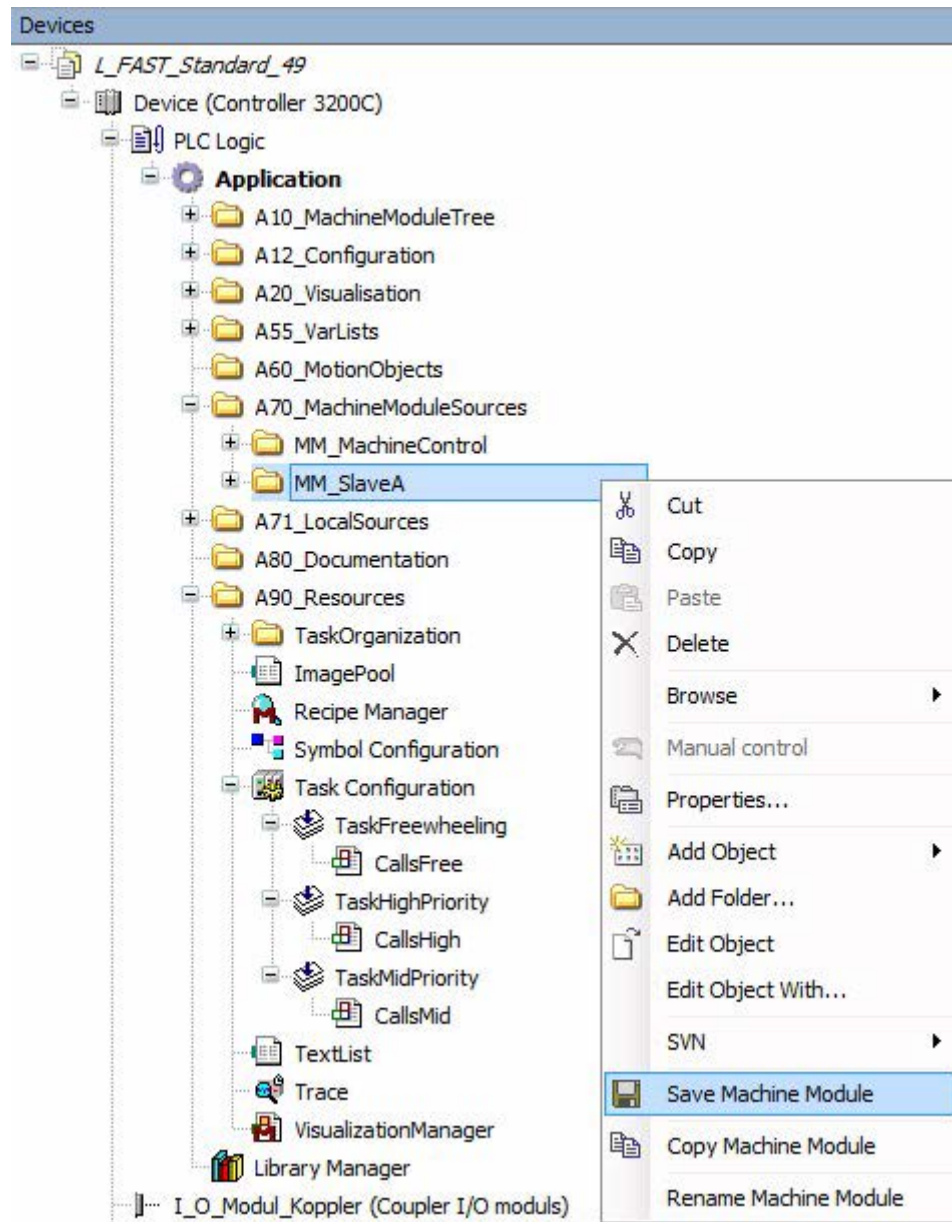 Devices
L_FAST_Standard_49
Device (Controller 3200C)
PLC Logic
Application
A10_MachineModuleTree
A12_Configuration
A20_Visualisation
A55_VarLists
A60_MotionObjects
A70_MachineModuleSources
MM_MachineControl
MM_SlaveA
A71_LocalSources
A80_Documentation
A90_Resources
TaskOrganization
ImagePool
Recipe Manager
Symbol Configuration
Task Configuration
TaskFreewheeling
CallsFree
TaskHighPriority
CallsHigh
TaskMidPriority
CallsMid
TextList
Trace
VisualizationManager
Library Manager
I_O_Modul_Koppler (Coupler I/O moduls)
Cut
Copy
Paste
Delete
Browse
Manual control
Properties...
Add Object
Add Folder...
Edit Object
Edit Object With...
SVN
Save Machine Module
Copy Machine Module
Rename Machine Module